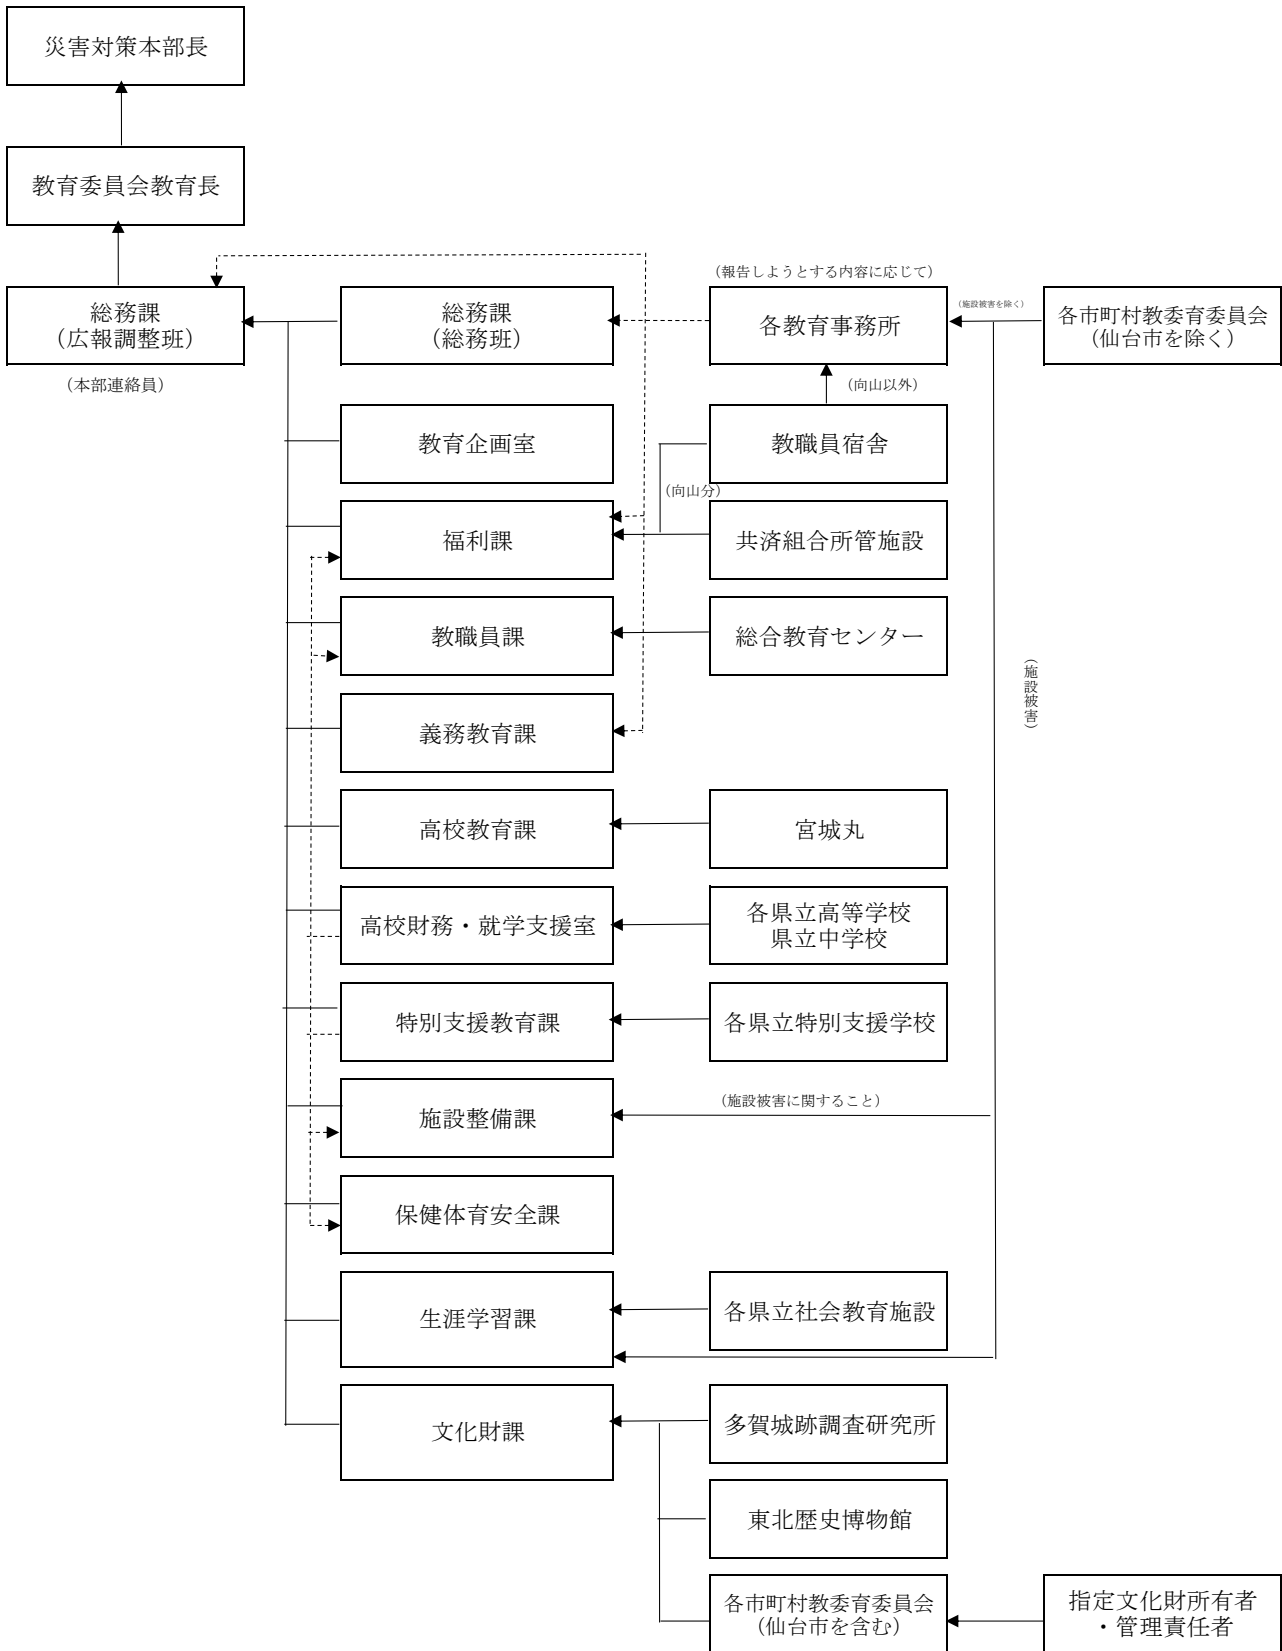 災害対策本部長
教育委員会教育長
(報告しようとする内容に応じて)
総務課
(広報調整班)
(本部連絡員)
総務課
(総務班)
各教育事務所
(施設被害を除く)
各市町村教委育委員会
(仙台市を除く)
(向山以外)
教育企画室
教職員宿舎
(向山分)
福利課
共済組合所管施設
教職員課
総合教育センター
(施設被害)
義務教育課
高校教育課
宮城丸
高校財務・就学支援室
各県立高等学校
県立中学校
特別支援教育課
各県立特別支援学校
施設整備課
(施設被害に関すること)
保健体育安全課
生涯学習課
各県立社会教育施設
文化財課
多賀城跡調査研究所
東北歴史博物館
各市町村教委育委員会
(仙台市を含む)
指定文化財所有者
・管理責任者